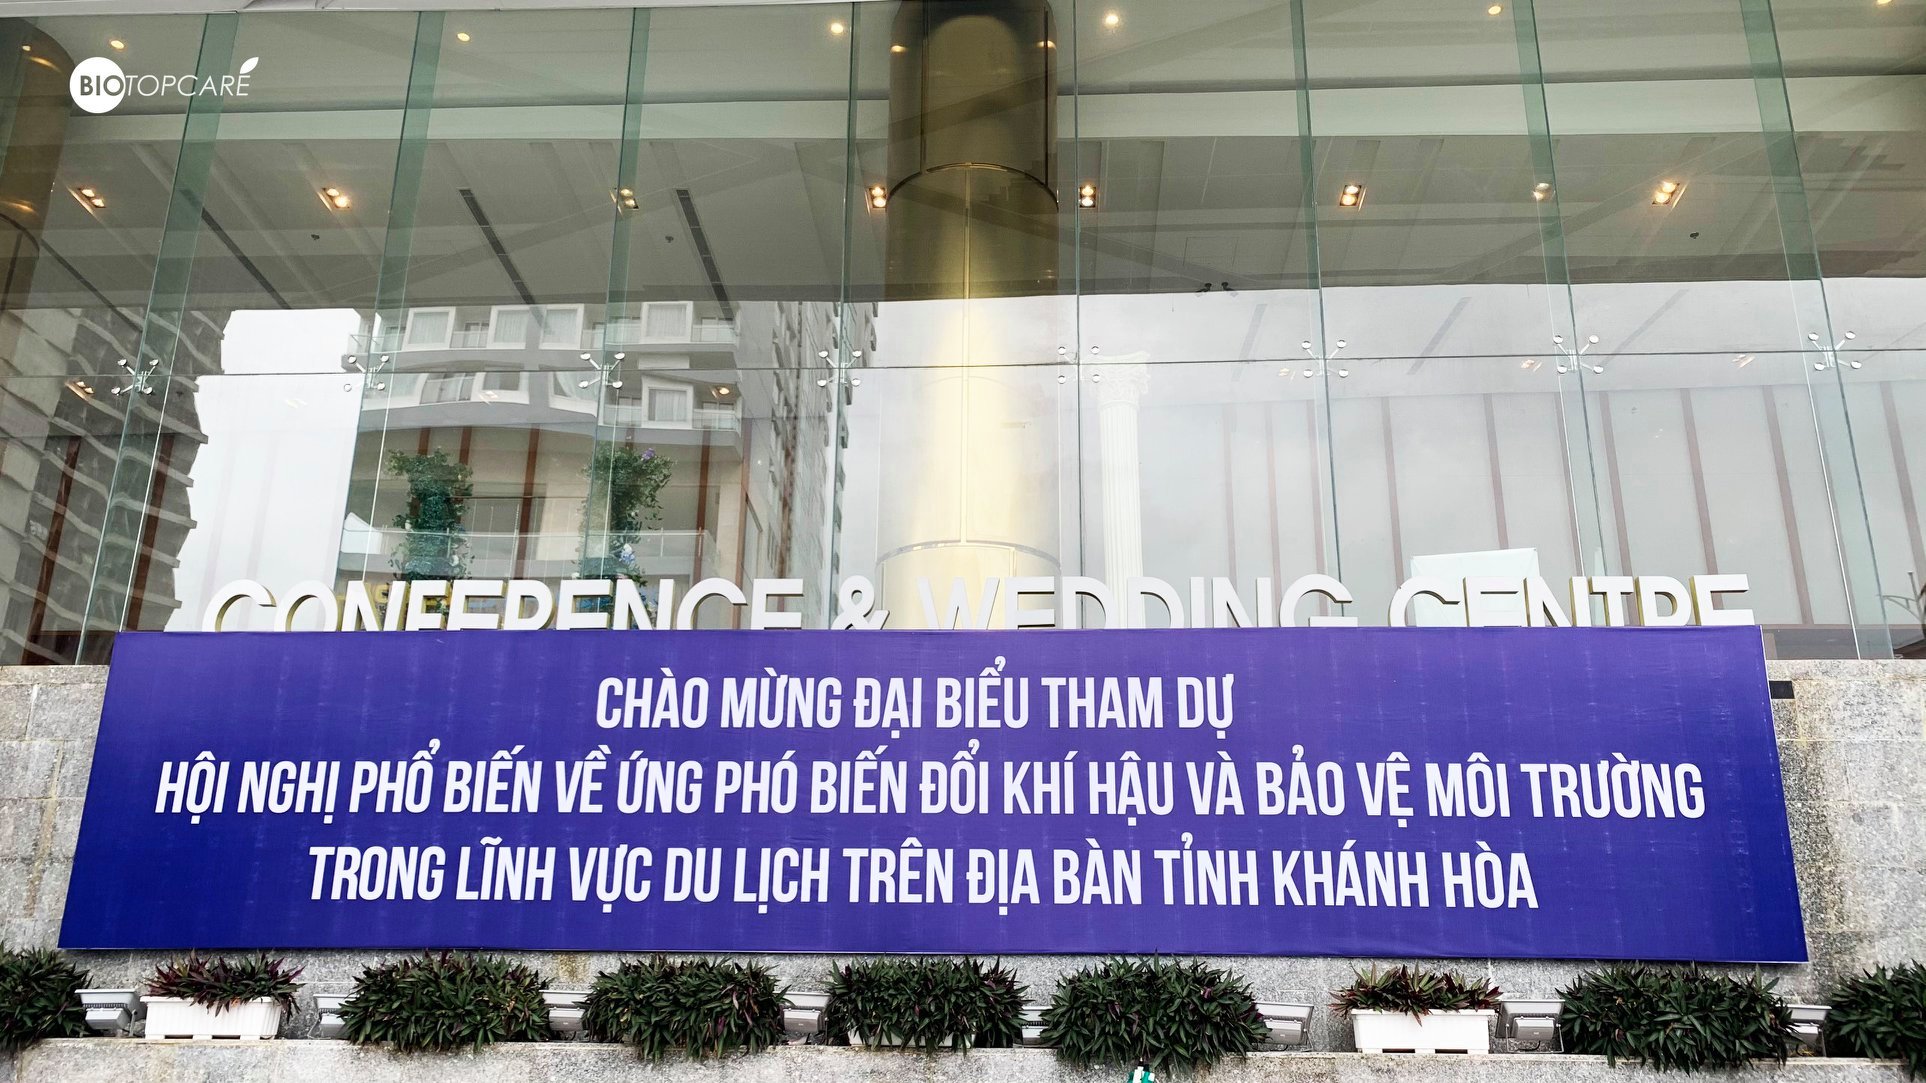 BIOTOPCARE
CONFERENCE & WEDDING CENTRE
CHÀO MỪNG ĐẠI BIỂU THAM DỰ
HỘI NGHỊ PHỔ BIẾN VỀ ỨNG PHÓ BIẾN ĐỔI KHÍ HẬU VÀ BẢO VỆ MÔI TRƯỜNG
TRONG LĨNH VỰC DU LỊCH TRÊN ĐỊA BÀN TỈNH KHÁNH HÒA